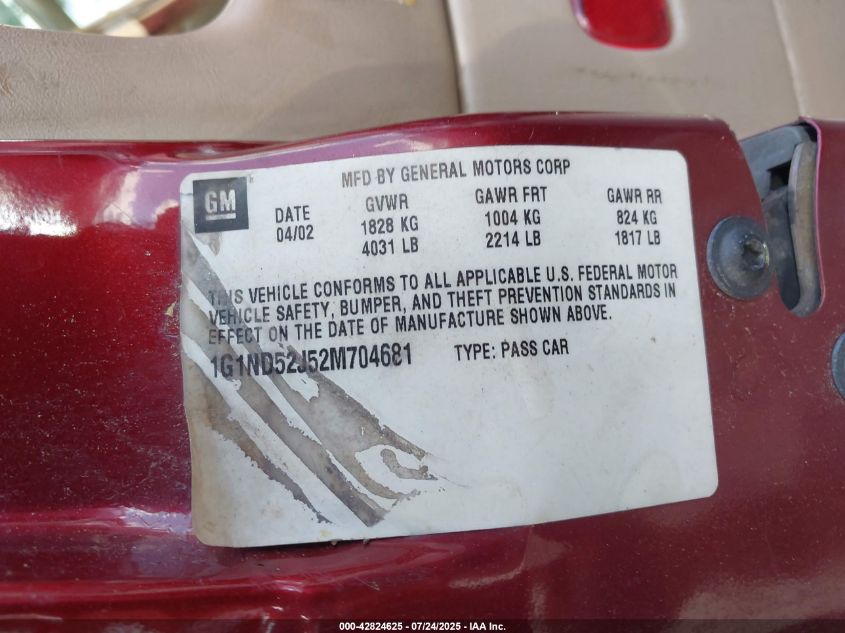 GM
MFD BY GENERAL MOTORS CORP
DATE GVWR GAWR FRT GAWR RR
04/02 1828 KG 1004 KG 824 KG
4031 LB 2214 LB 1817 LB
THIS VEHICLE CONFORMS TO ALL APPLICABLE U.S. FEDERAL MOTOR
VEHICLE SAFETY, BUMPER, AND THEFT PREVENTION STANDARDS IN
EFFECT ON THE DATE OF MANUFACTURE SHOWN ABOVE.
1G1ND52J52M704681 TYPE: PASS CAR
000-42824625 - 07/24/2025 - IAA Inc.